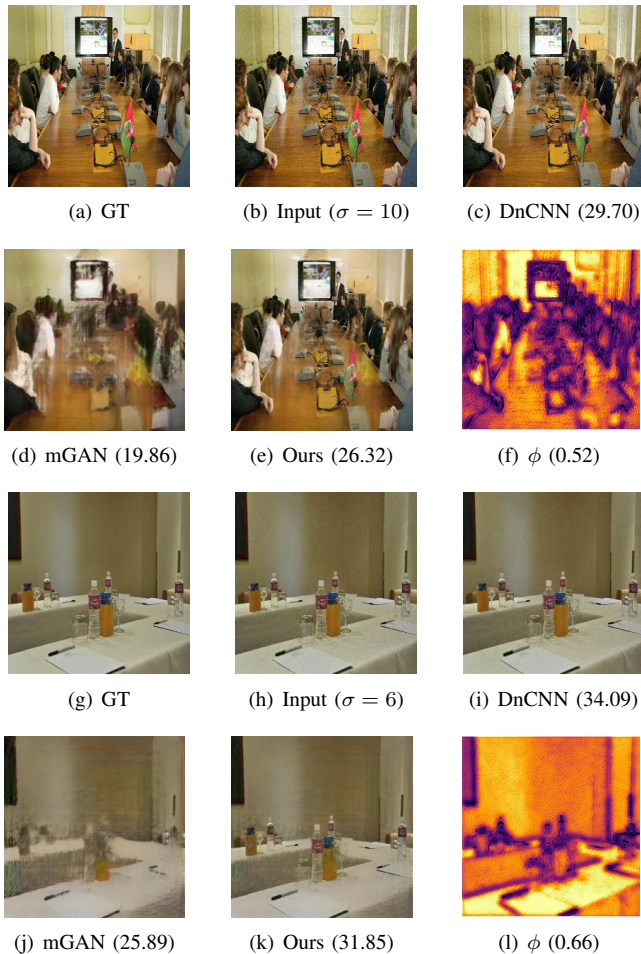 (a) GT
(b) Input (σ = 10)
(c) DnCNN (29.70)
(d) mGAN (19.86)
(e) Ours (26.32)
(f) ϕ (0.52)
(g) GT
(h) Input (σ = 6)
(i) DnCNN (34.09)
(j) mGAN (25.89)
(k) Ours (31.85)
(l) ϕ (0.66)